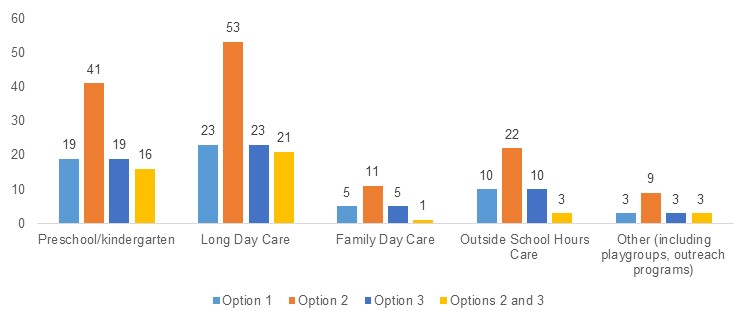 60
50
40
30
20
10
0
19 41 19 16
23 53 23 21
5 11 5 1
10 22 10 3
3 9 3 3
Preschool/kindergarten
Long Day Care
Family Day Care
Outside School Hours
Care
Other (including
playgroups, outreach
programs)
Option 1 Option 2 Option 3 Options 2 and 3